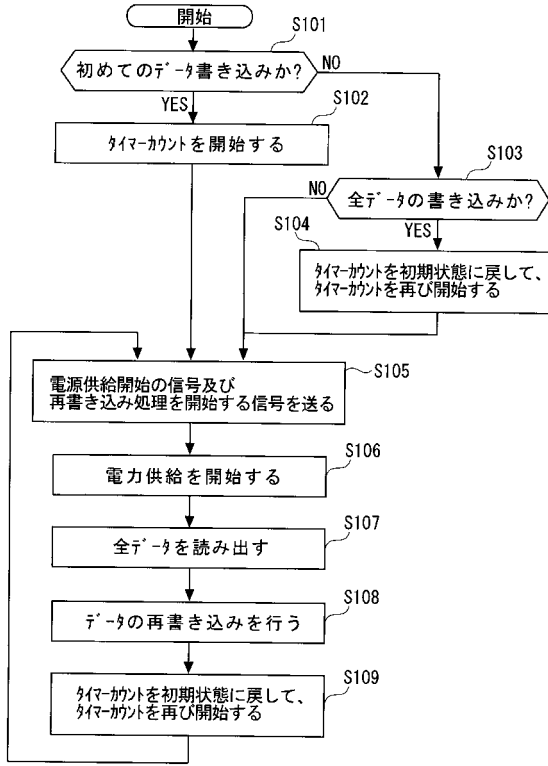 開始
S101
初めてのデータ書き込みか?
NO
YES
S102
タイマーカウントを開始する
S103
NO
全データの書き込みか?
S104
YES
タイマーカウントを初期状態に戻して、
タイマーカウントを再び開始する
S105
電源供給開始の信号及び
再書き込み処理を開始する信号を送る
S106
電力供給を開始する
S107
全データを読み出す
S108
データの再書き込みを行う
S109
タイマーカウントを初期状態に戻して、
タイマーカウントを再び開始する